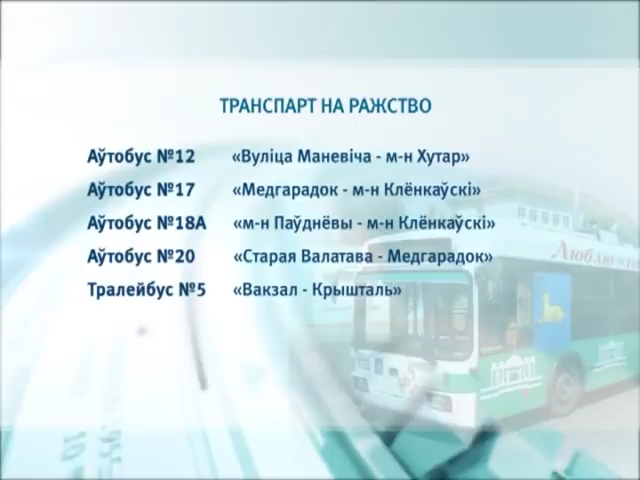 ТРАНСПАРТ НА РАЖСТВО
Аўтобус №12 «Вуліца Маневіча - м-н Хутар»
Аўтобус №17 «Медгарадок - м-н Клёнкаўскі»
Аўтобус №18А «м-н Паўднёвы - м-н Клёнкаўскі»
Аўтобус №20 «Старая Валатава - Медгарадок»
Тралейбус №5 «Вакзал - Крышталь»
Люблю